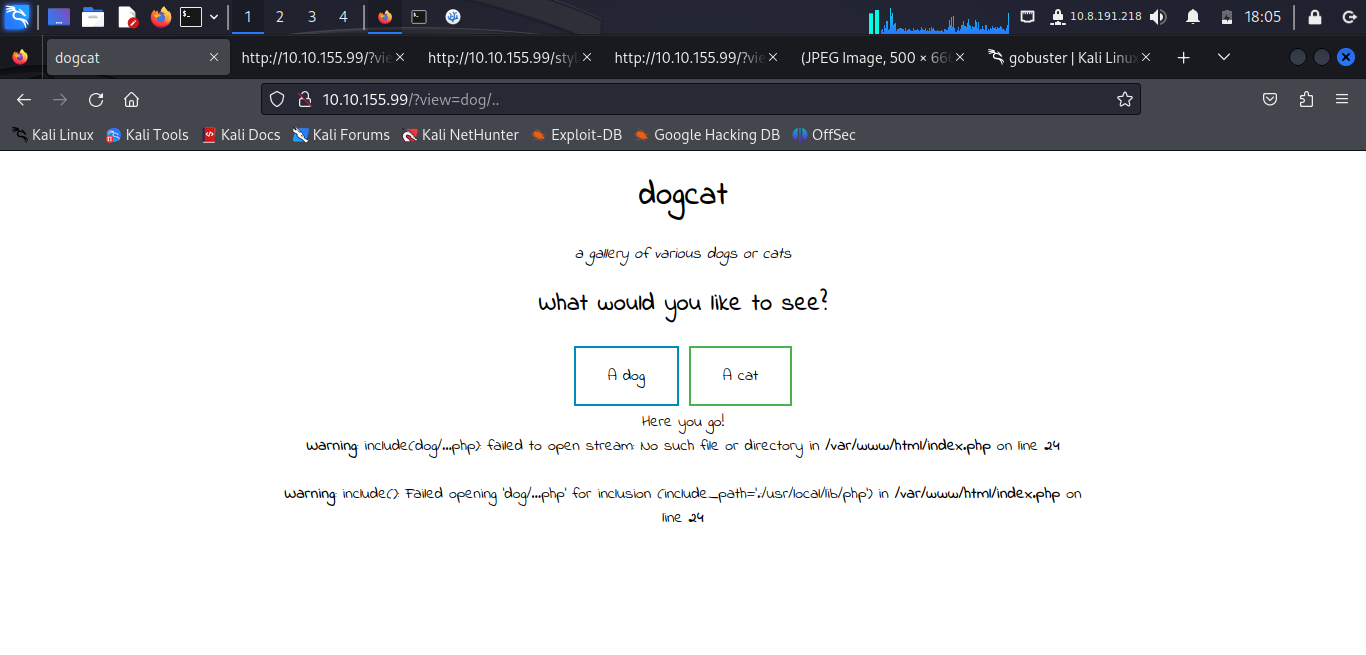 1 2 3 4 10.8.191.218 18:05
dogcat http://10.10.155.99/?vie http://10.10.155.99/styl http://10.10.155.99/?vie (JPEG Image, 500 × 666 gobuster | Kali Linux
10.10.155.99/?view=dog/..
Kali Linux Kali Tools Kali Docs Kali Forums Kali NetHunter Exploit-DB Google Hacking DB OffSec
dogcat
a gallery of various dogs or cats
What would you like to see?
A dog A cat
Here you go!
Warning: include(dog/...php): failed to open stream: No such file or directory in /var/www/html/index.php on line 24
Warning: include(): Failed opening 'dog/...php' for inclusion (include_path='.:/usr/local/lib/php') in /var/www/html/index.php on
line 24